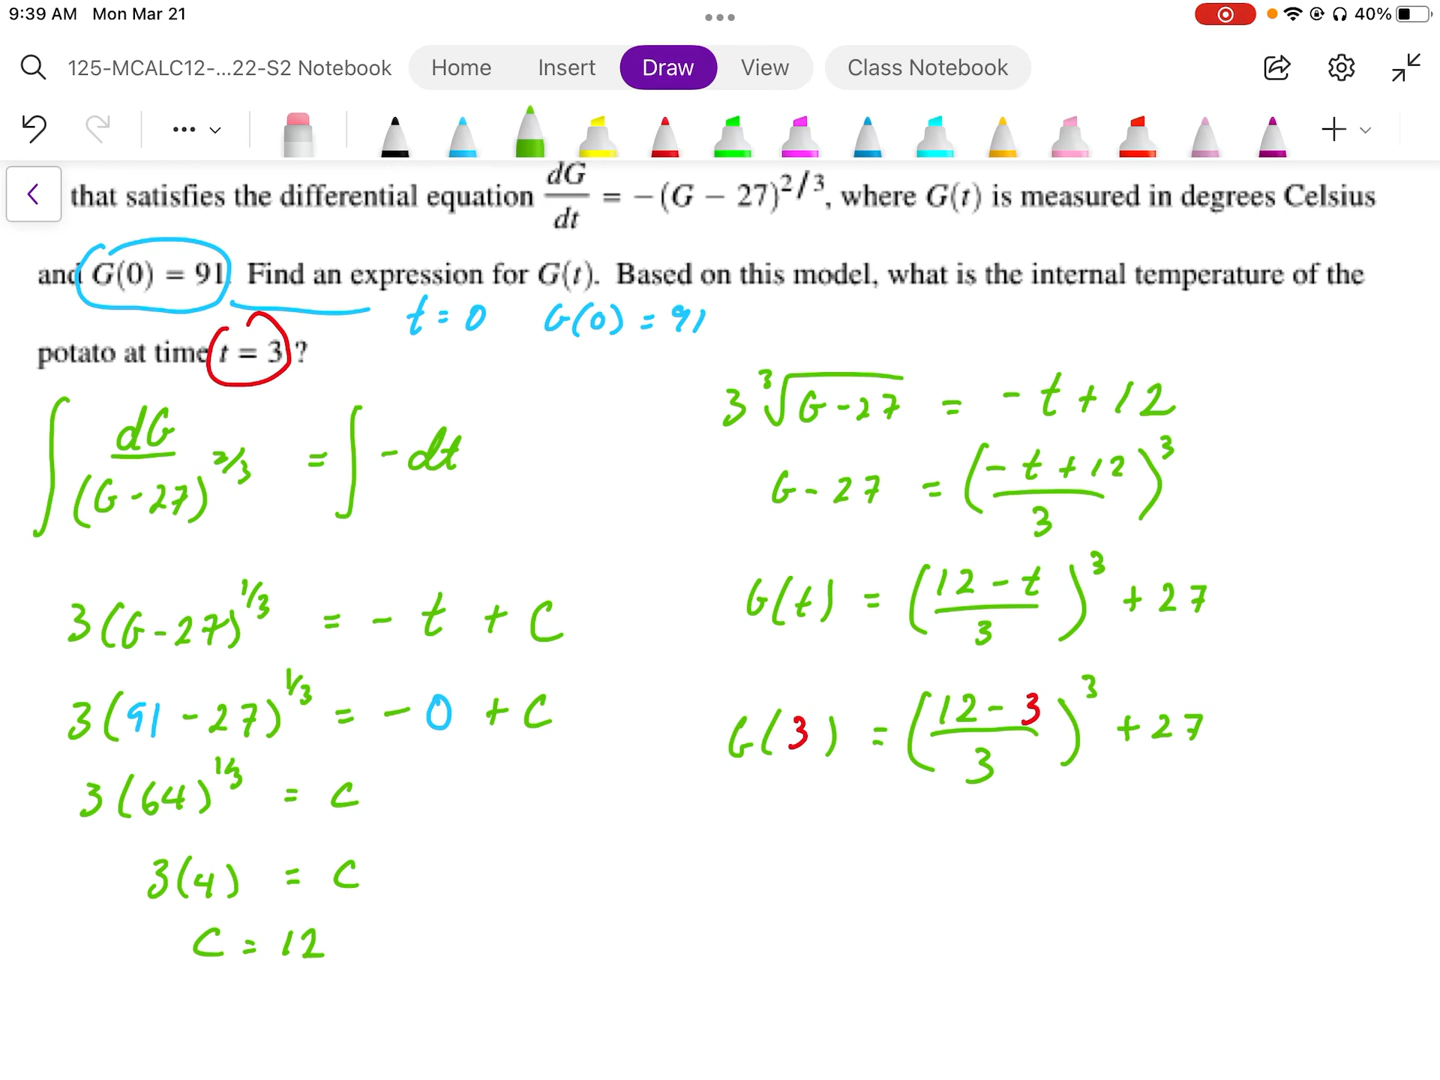 9:39 AM Mon Mar 21
40%
125-MCALC12-...22-S2 Notebook Home Insert Draw View Class Notebook
that satisfies the differential equation dG/dt = −(G − 27)^2/3, where G(t) is measured in degrees Celsius
and G(0) = 91. Find an expression for G(t). Based on this model, what is the internal temperature of the
t = 0 G(0) = 91
potato at time t = 3 ?
∫ dG/(G-27)^2/3 = ∫ -dt
3(G-27)^1/3 = -t + C
3(91-27)^1/3 = -0 + C
3(64)^1/3 = C
3(4) = C
C = 12
3 ∛(G-27) = -t + 12
G-27 = ((-t+12)/3)^3
G(t) = ((12-t)/3)^3 + 27
G(3) = ((12-3)/3)^3 + 27